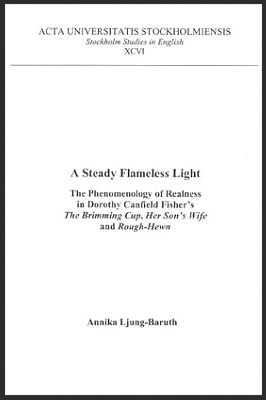 ACTA UNIVERSITATIS STOCKHOLMIENSIS
Stockholm Studies in English
XCVI
A Steady Flameless Light
The Phenomenology of Realness
in Dorothy Canfield Fisher's
The Brimming Cup, Her Son's Wife
and Rough-Hewn
Annika Ljung-Baruth